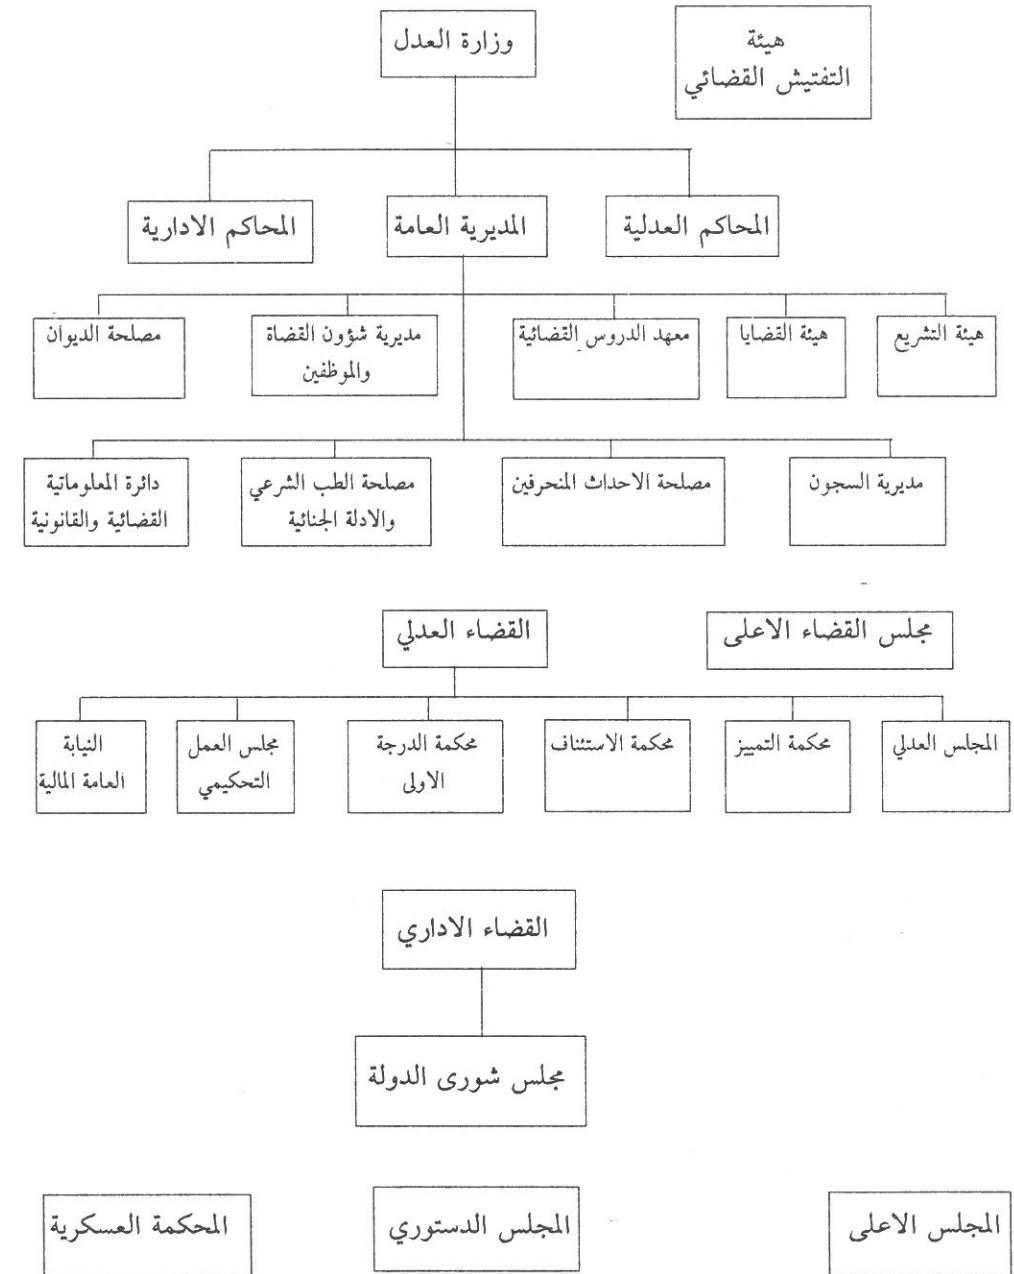 هيئة
التفتيش القضائي
وزارة العدل
المحاكم العدلية
المديرية العامة
المحاكم الادارية
هيئة التشريع
هيئة القضايا
معهد الدروس القضائية
مديرية شؤون القضاة
والموظفين
مصلحة الديوان
مديرية السجون
مصلحة الاحداث المنحرفين
مصلحة الطب الشرعي
والادلة الجنائية
دائرة المعلوماتية
القضائية والقانونية
مجلس القضاء الاعلى
القضاء العدلي
المجلس العدلي
محكمة التمييز
محكمة الاستئناف
محكمة الدرجة
الاولى
مجلس العمل
التحكيمي
النيابة
العامة المالية
القضاء الاداري
مجلس شورى الدولة
المجلس الاعلى
المجلس الدستوري
المحكمة العسكرية